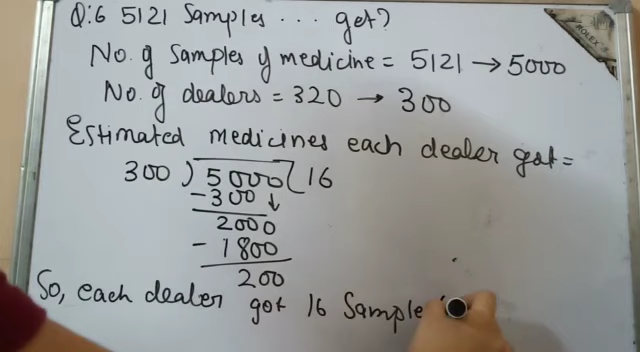 Q:6 5121 Samples ... get?
No. of Samples of medicine = 5121 → 5000
No. of dealers = 320 → 300
Estimated medicines each dealer got =
300 ) 5000 ( 16
-300 ↓
2000
- 1800
200
So, each dealer got 16 Sample
ROLEX